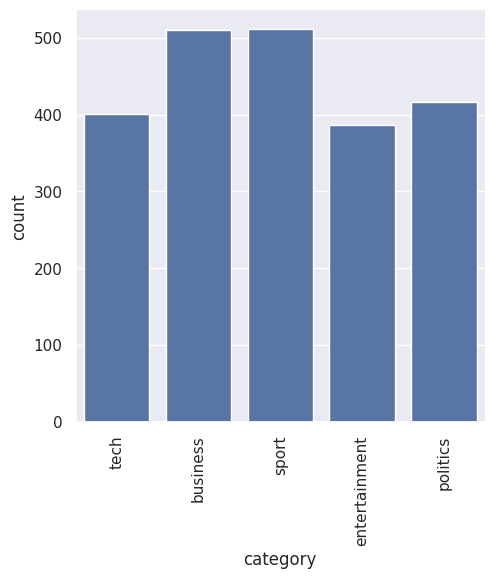 500
400
300
200
100
0
count
tech
business
sport
entertainment
politics
category